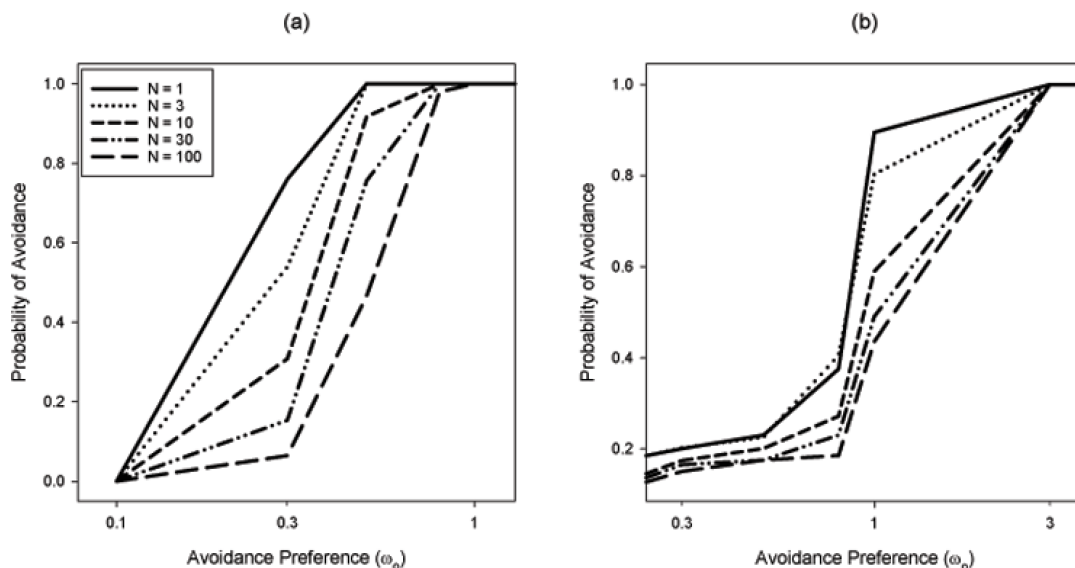 (a)
(b)
N = 1
N = 3
N = 10
N = 30
N = 100
Probability of Avoidance
1.0
0.8
0.6
0.4
0.2
0.0
0.1
0.3
1
Avoidance Preference (ωₒ)
Probability of Avoidance
1.0
0.8
0.6
0.4
0.2
0.3
1
3
Avoidance Preference (ωₒ)